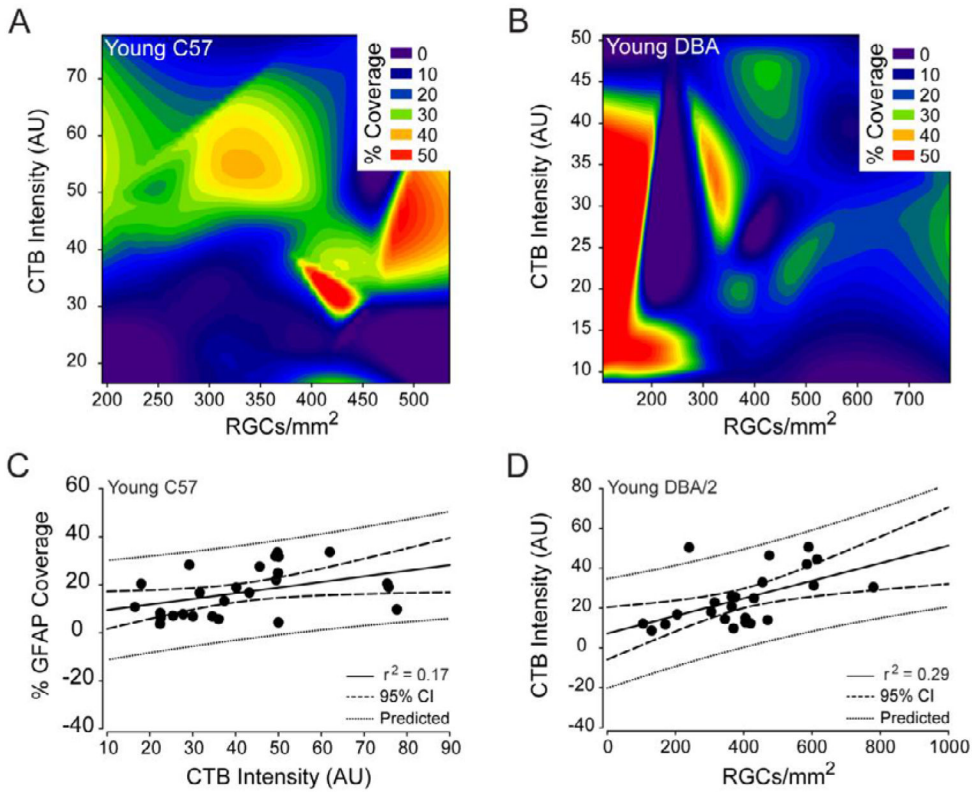 A
Young C57
% Coverage
0
10
20
30
40
50
CTB Intensity (AU)
70
60
50
40
30
20
200 250 300 350 400 450 500
RGCs/mm²
B
Young DBA
% Coverage
0
10
20
30
40
50
CTB Intensity (AU)
50
45
40
35
30
25
20
15
10
200 300 400 500 600 700
RGCs/mm²
C
Young C57
% GFAP Coverage
60
40
20
0
-20
-40
r² = 0.17
95% CI
Predicted
10 20 30 40 50 60 70 80 90
CTB Intensity (AU)
D
Young DBA/2
CTB Intensity (AU)
80
60
40
20
0
-20
-40
r² = 0.29
95% CI
Predicted
0 200 400 600 800 1000
RGCs/mm²